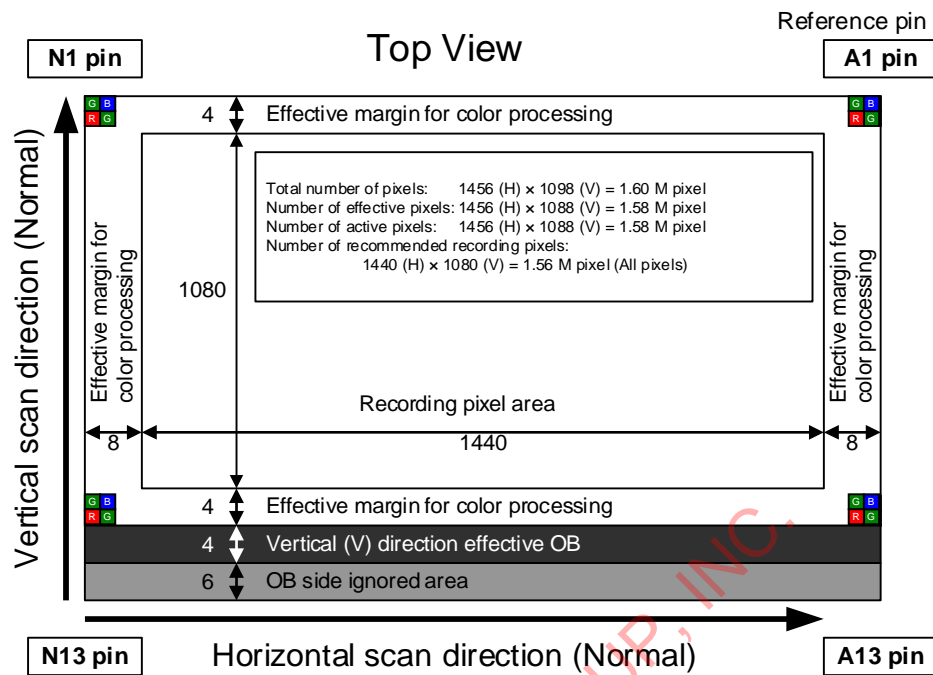 Reference pin
N1 pin
Top View
A1 pin
G B
R G
4
Effective margin for color processing
G B
R G
Total number of pixels: 1456 (H) × 1098 (V) = 1.60 M pixel
Number of effective pixels: 1456 (H) × 1088 (V) = 1.58 M pixel
Number of active pixels: 1456 (H) × 1088 (V) = 1.58 M pixel
Number of recommended recording pixels:
1440 (H) × 1080 (V) = 1.56 M pixel (All pixels)
Vertical scan direction (Normal)
Effective margin for
color processing
1080
Effective margin for
color processing
Recording pixel area
8
1440
8
G B
R G
4
Effective margin for color processing
G B
R G
4
Vertical (V) direction effective OB
6
OB side ignored area
UP, INC.
N13 pin
Horizontal scan direction (Normal)
A13 pin